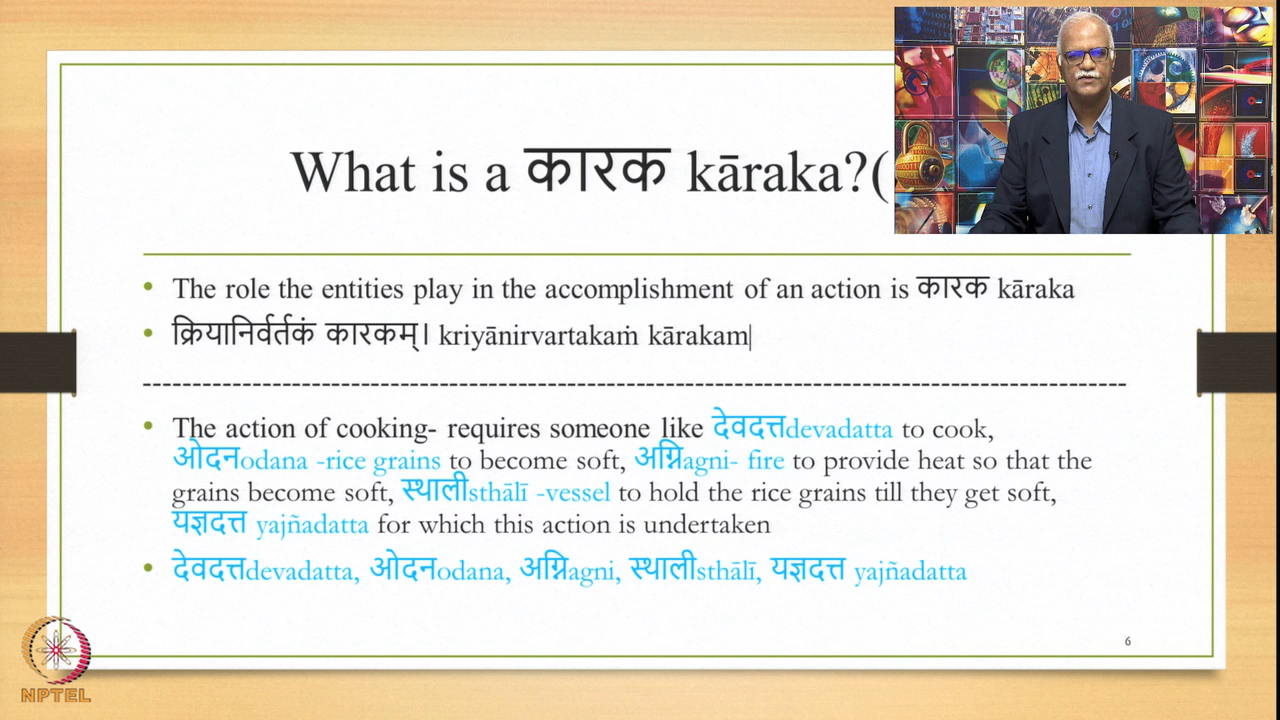 What is a कारक kāraka?(
• The role the entities play in the accomplishment of an action is कारक kāraka
• क्रियानिर्वर्तकं कारकम्। kriyānirvartakaṁ kārakam|
• The action of cooking- requires someone like देवदत्तdevadatta to cook,
ओदनodana -rice grains to become soft, अग्निagni- fire to provide heat so that the
grains become soft, स्थालीsthālī -vessel to hold the rice grains till they get soft,
यज्ञदत्त yajñadatta for which this action is undertaken
• देवदत्तdevadatta, ओदनodana, अग्निagni, स्थालीsthālī, यज्ञदत्त yajñadatta
6
NPTEL